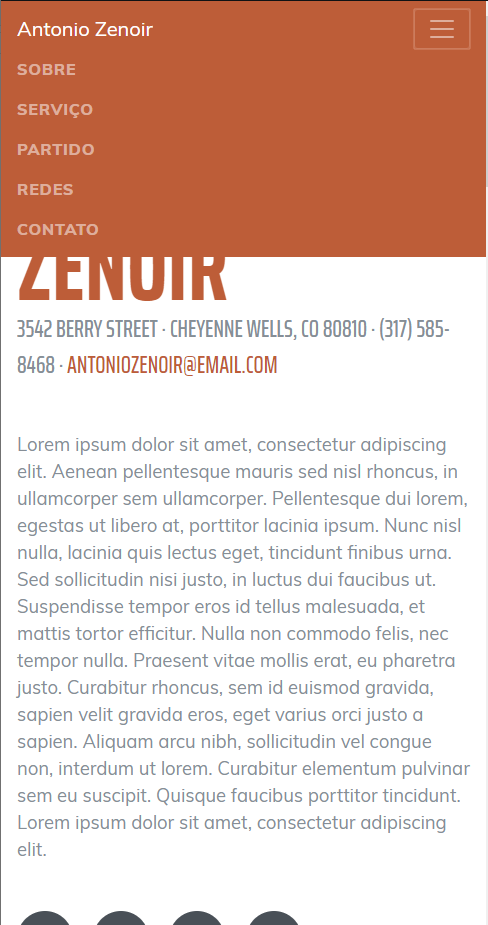 Antonio Zenoir
SOBRE
SERVIÇO
PARTIDO
REDES
CONTATO
ZENOIR
3542 BERRY STREET · CHEYENNE WELLS, CO 80810 · (317) 585-
8468 · ANTONIOZENOIR@EMAIL.COM
Lorem ipsum dolor sit amet, consectetur adipiscing
elit. Aenean pellentesque mauris sed nisl rhoncus, in
ullamcorper sem ullamcorper. Pellentesque dui lorem,
egestas ut libero at, porttitor lacinia ipsum. Nunc nisl
nulla, lacinia quis lectus eget, tincidunt finibus urna.
Sed sollicitudin nisi justo, in luctus dui faucibus ut.
Suspendisse tempor eros id tellus malesuada, et
mattis tortor efficitur. Nulla non commodo felis, nec
tempor nulla. Praesent vitae mollis erat, eu pharetra
justo. Curabitur rhoncus, sem id euismod gravida,
sapien velit gravida eros, eget varius orci justo a
sapien. Aliquam arcu nibh, sollicitudin vel congue
non, interdum ut lorem. Curabitur elementum pulvinar
sem eu suscipit. Quisque faucibus porttitor tincidunt.
Lorem ipsum dolor sit amet, consectetur adipiscing
elit.